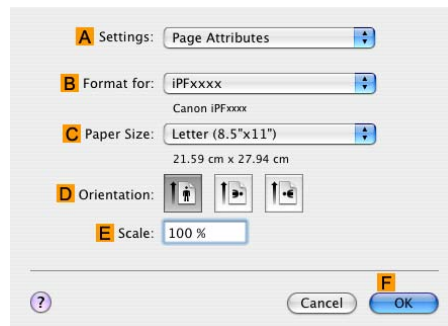 A Settings: Page Attributes
B Format for: iPFxxxx
Canon iPFxxxx
C Paper Size: Letter (8.5"x11")
21.59 cm x 27.94 cm
D Orientation:
E Scale: 100 %
F
? Cancel OK